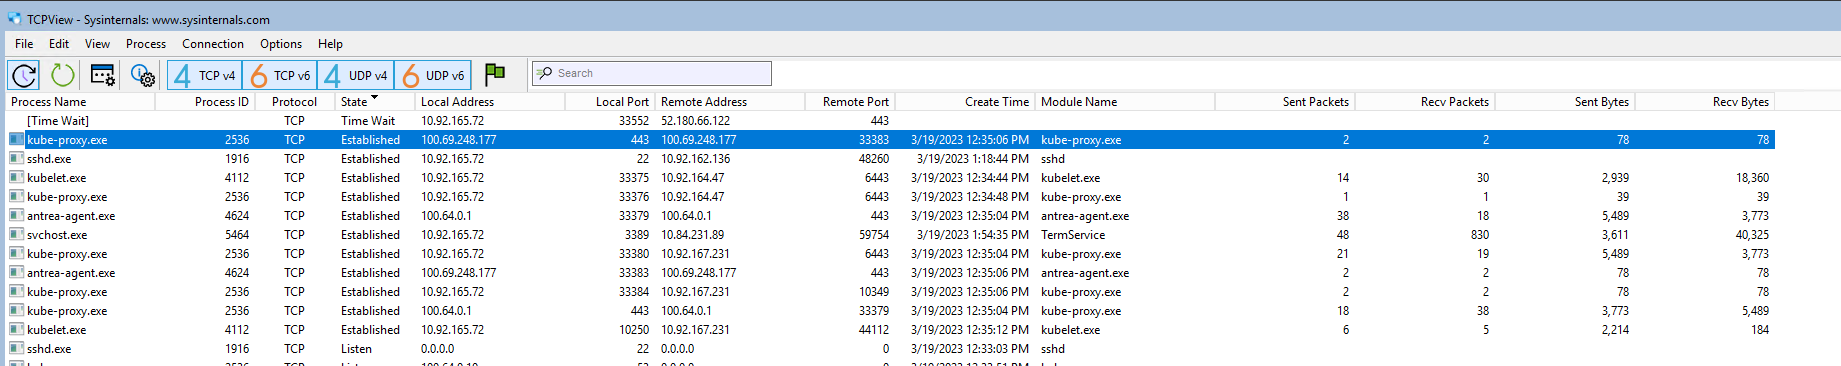 TCPView - Sysinternals: www.sysinternals.com
File Edit View Process Connection Options Help
4 TCP v4 6 TCP v6 4 UDP v4 6 UDP v6 Search
Process Name Process ID Protocol State Local Address Local Port Remote Address Remote Port Create Time Module Name Sent Packets Recv Packets Sent Bytes Recv Bytes
[Time Wait] TCP Time Wait 10.92.165.72 33552 52.180.66.122 443
kube-proxy.exe 2536 TCP Established 100.69.248.177 443 100.69.248.177 33383 3/19/2023 12:35:06 PM kube-proxy.exe 2 2 78 78
sshd.exe 1916 TCP Established 10.92.165.72 22 10.92.162.136 48260 3/19/2023 1:18:44 PM sshd
kubelet.exe 4112 TCP Established 10.92.165.72 33375 10.92.164.47 6443 3/19/2023 12:34:44 PM kubelet.exe 14 30 2,939 18,360
kube-proxy.exe 2536 TCP Established 10.92.165.72 33376 10.92.164.47 6443 3/19/2023 12:34:48 PM kube-proxy.exe 1 1 39 39
antrea-agent.exe 4624 TCP Established 100.64.0.1 33379 100.64.0.1 443 3/19/2023 12:35:04 PM antrea-agent.exe 38 18 5,489 3,773
svchost.exe 5464 TCP Established 10.92.165.72 3389 10.84.231.89 59754 3/19/2023 1:54:35 PM TermService 48 830 3,611 40,325
kube-proxy.exe 2536 TCP Established 10.92.165.72 33380 10.92.167.231 6443 3/19/2023 12:35:04 PM kube-proxy.exe 21 19 5,489 3,773
antrea-agent.exe 4624 TCP Established 100.69.248.177 33383 100.69.248.177 443 3/19/2023 12:35:06 PM antrea-agent.exe 2 2 78 78
kube-proxy.exe 2536 TCP Established 10.92.165.72 33384 10.92.167.231 10349 3/19/2023 12:35:06 PM kube-proxy.exe 2 2 78 78
kube-proxy.exe 2536 TCP Established 100.64.0.1 443 100.64.0.1 33379 3/19/2023 12:35:04 PM kube-proxy.exe 18 38 3,773 5,489
kubelet.exe 4112 TCP Established 10.92.165.72 10250 10.92.167.231 44112 3/19/2023 12:35:12 PM kubelet.exe 6 5 2,214 184
sshd.exe 1916 TCP Listen 0.0.0.0 22 0.0.0.0 0 3/19/2023 12:33:03 PM sshd